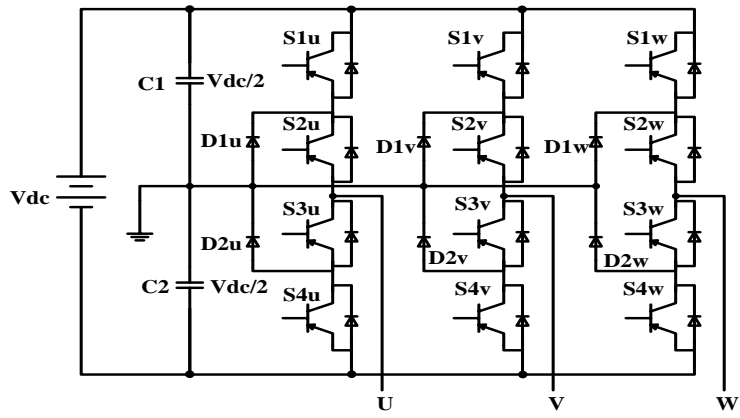 S1u S1v S1w
C1 Vdc/2
S2u S2v S2w
D1u D1v D1w
Vdc
S3u S3v S3w
D2u D2v D2w
C2 Vdc/2
S4u S4v S4w
U V W